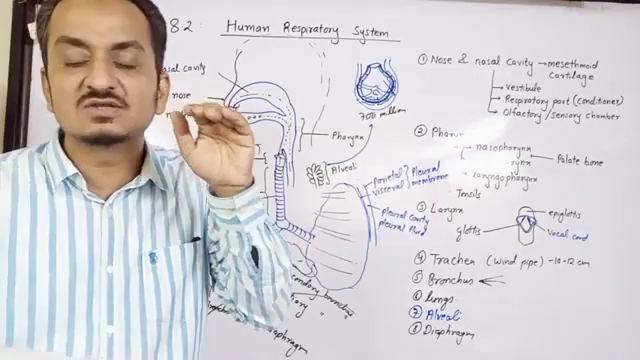 82
Human Respiratory System
nasal cavity
nose
Pharynx
Alveoli
700 million
parietal Pleural
visceral membrane
pleural cavity
pleural fluid
① Nose & nasal cavity → mesethmoid
cartilage
→ Vestibule
→ Respiratory part (conditioner)
→ Olfactory / sensory chamber
②
nasopharynx
Palate bone
laryngopharynx
Tonsils
③ Larynx
epiglottis
glottis
Vocal cord
④ Trachea (wind pipe) -10-12 cm
⑤ Bronchus
⑥ lungs
⑦ Alveoli
⑧ Diaphragm